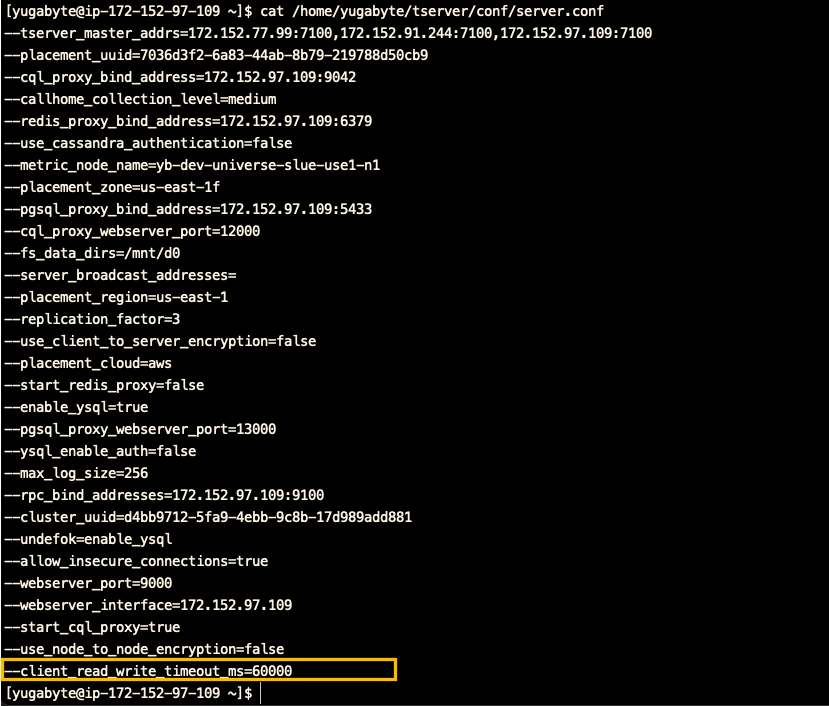 [yugabyte@ip-172-152-97-109 ~]$ cat /home/yugabyte/tserver/conf/server.conf
--tserver_master_addrs=172.152.77.99:7100,172.152.91.244:7100,172.152.97.109:7100
--placement_uuid=7036d3f2-6a83-44ab-8b79-219788d50cb9
--cql_proxy_bind_address=172.152.97.109:9042
--callhome_collection_level=medium
--redis_proxy_bind_address=172.152.97.109:6379
--use_cassandra_authentication=false
--metric_node_name=yb-dev-universe-slue-use1-n1
--placement_zone=us-east-1f
--pgsql_proxy_bind_address=172.152.97.109:5433
--cql_proxy_webserver_port=12000
--fs_data_dirs=/mnt/d0
--server_broadcast_addresses=
--placement_region=us-east-1
--replication_factor=3
--use_client_to_server_encryption=false
--placement_cloud=aws
--start_redis_proxy=false
--enable_ysql=true
--pgsql_proxy_webserver_port=13000
--ysql_enable_auth=false
--max_log_size=256
--rpc_bind_addresses=172.152.97.109:9100
--cluster_uuid=d4bb9712-5fa9-4ebb-9c8b-17d989add881
--undefok=enable_ysql
--allow_insecure_connections=true
--webserver_port=9000
--webserver_interface=172.152.97.109
--start_cql_proxy=true
--use_node_to_node_encryption=false
--client_read_write_timeout_ms=60000
[yugabyte@ip-172-152-97-109 ~]$